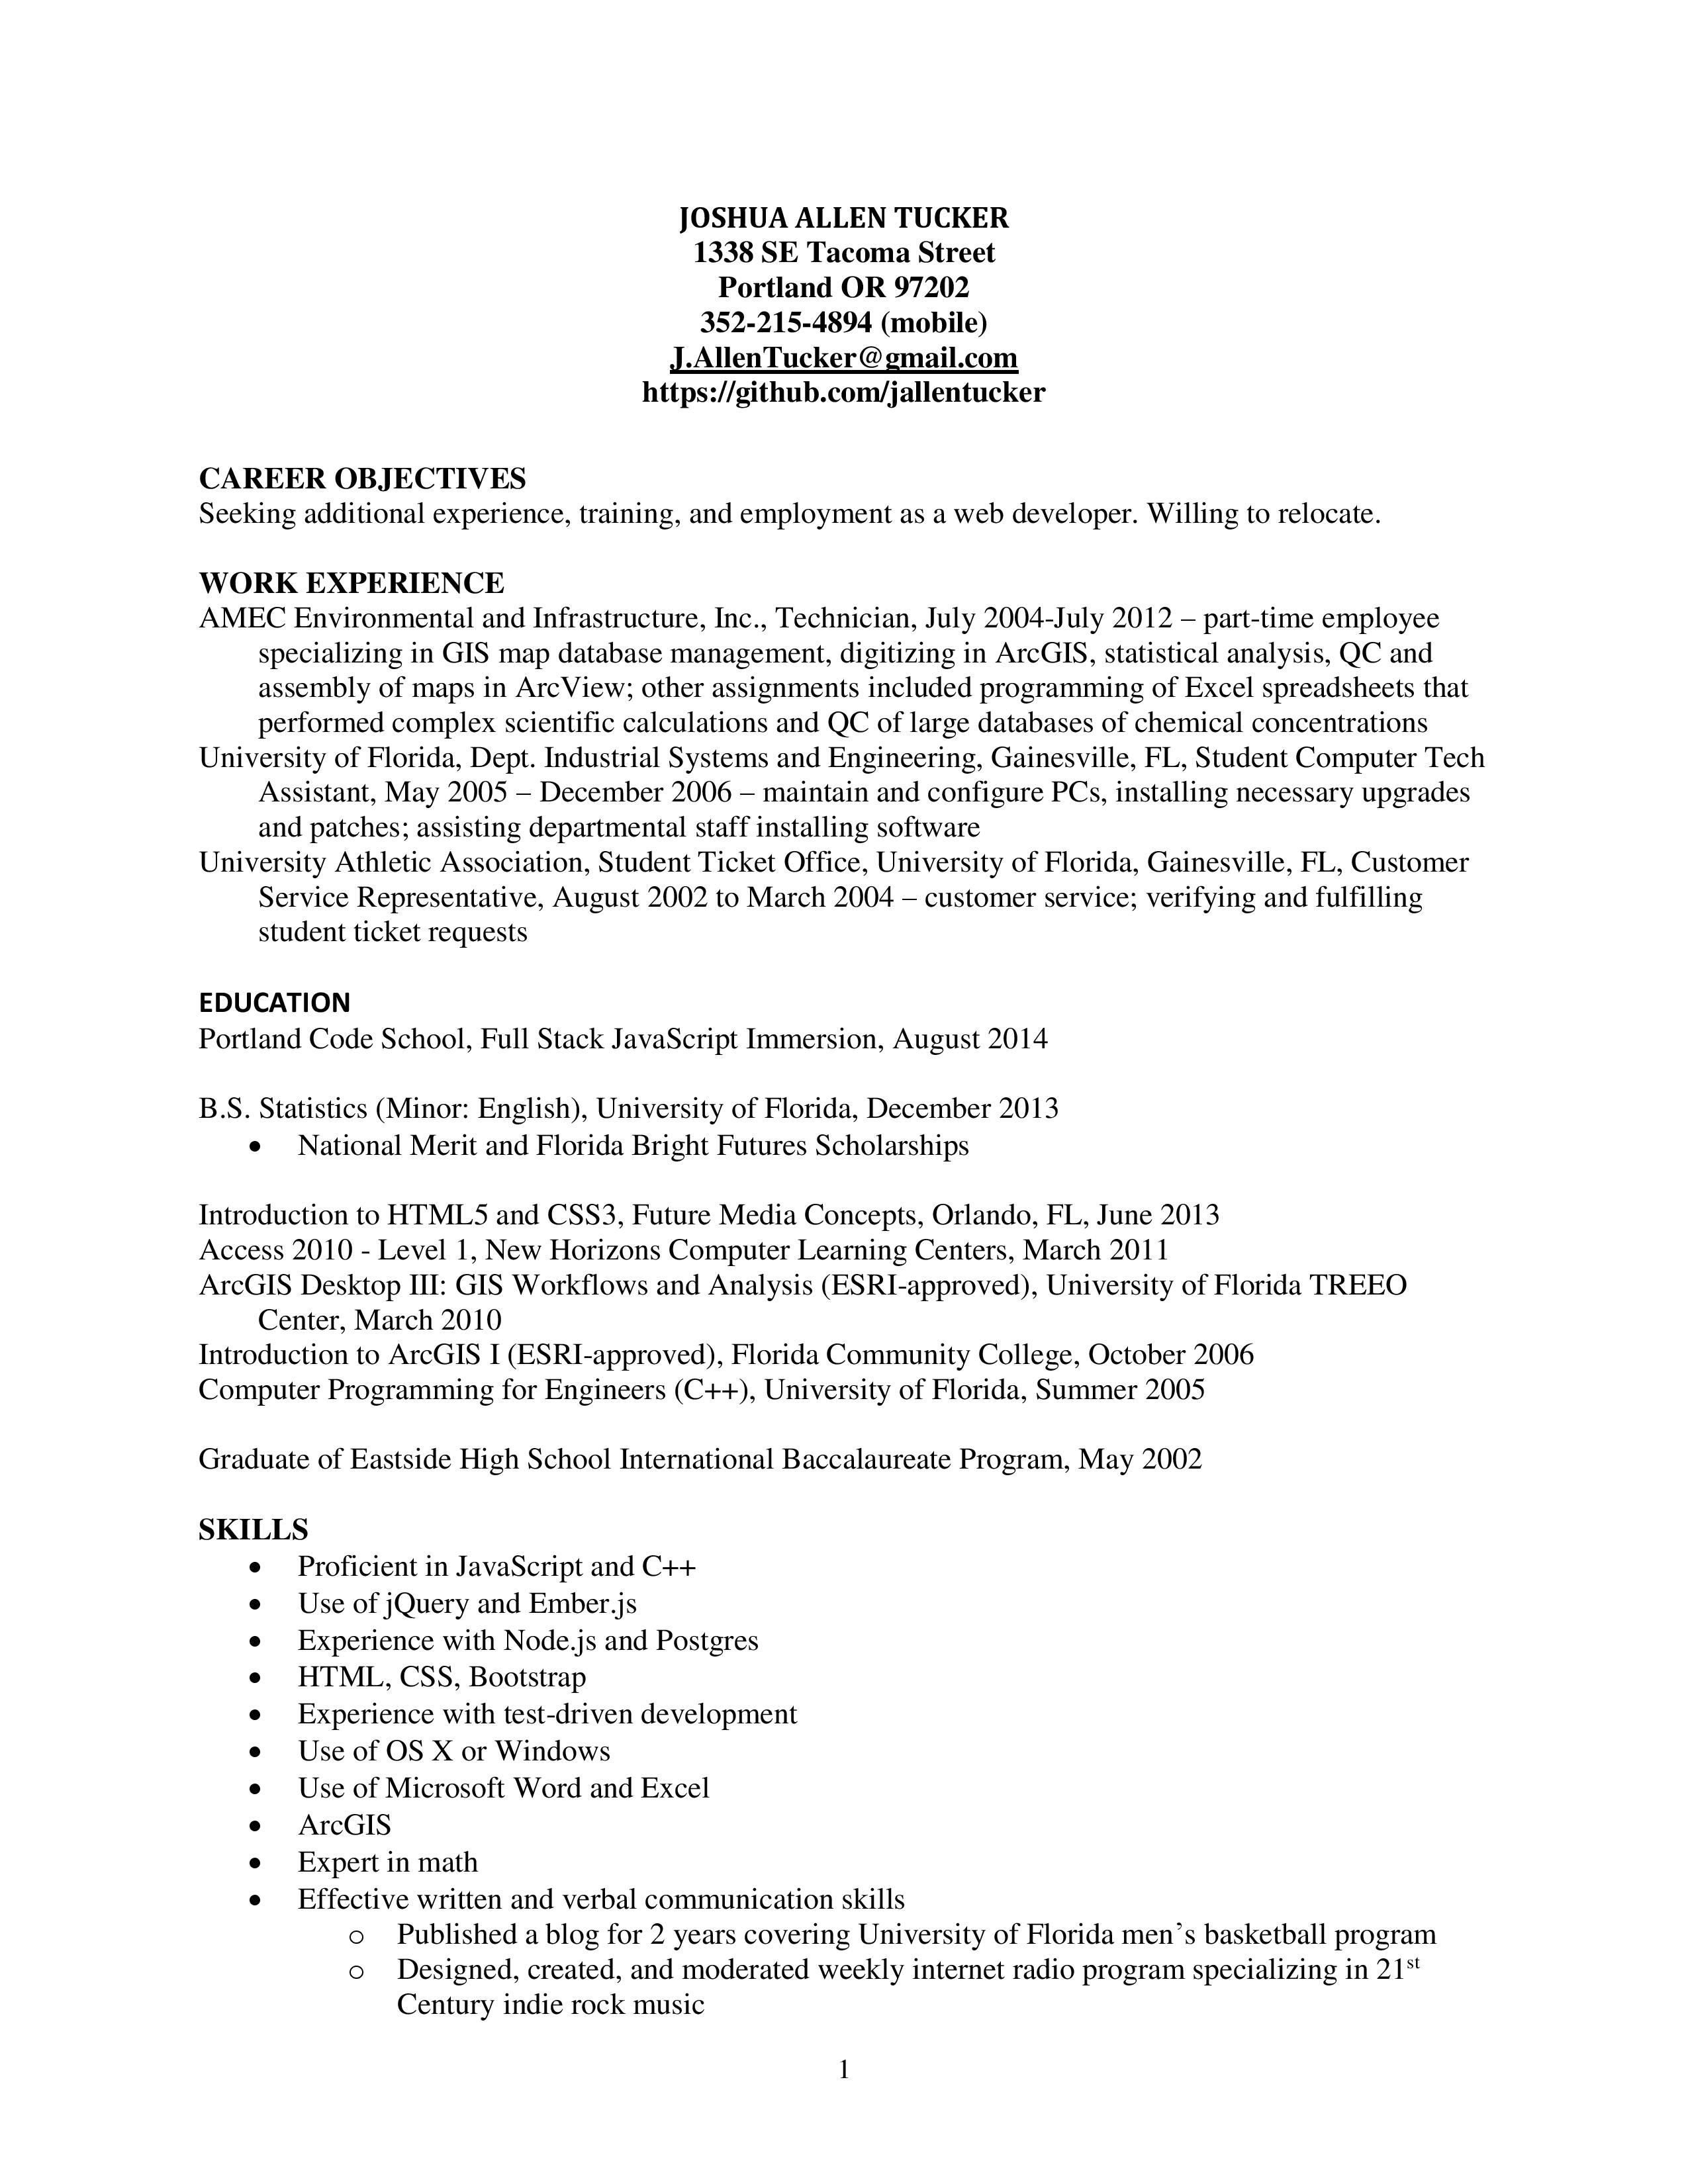 JOSHUA ALLEN TUCKER
1338 SE Tacoma Street
Portland OR 97202
352-215-4894 (mobile)
J.AllenTucker@gmail.com
https://github.com/jallentucker
CAREER OBJECTIVES
Seeking additional experience, training, and employment as a web developer. Willing to relocate.
WORK EXPERIENCE
AMEC Environmental and Infrastructure, Inc., Technician, July 2004-July 2012 – part-time employee
specializing in GIS map database management, digitizing in ArcGIS, statistical analysis, QC and
assembly of maps in ArcView; other assignments included programming of Excel spreadsheets that
performed complex scientific calculations and QC of large databases of chemical concentrations
University of Florida, Dept. Industrial Systems and Engineering, Gainesville, FL, Student Computer Tech
Assistant, May 2005 – December 2006 – maintain and configure PCs, installing necessary upgrades
and patches; assisting departmental staff installing software
University Athletic Association, Student Ticket Office, University of Florida, Gainesville, FL, Customer
Service Representative, August 2002 to March 2004 – customer service; verifying and fulfilling
student ticket requests
EDUCATION
Portland Code School, Full Stack JavaScript Immersion, August 2014
B.S. Statistics (Minor: English), University of Florida, December 2013
• National Merit and Florida Bright Futures Scholarships
Introduction to HTML5 and CSS3, Future Media Concepts, Orlando, FL, June 2013
Access 2010 - Level 1, New Horizons Computer Learning Centers, March 2011
ArcGIS Desktop III: GIS Workflows and Analysis (ESRI-approved), University of Florida TREEO
Center, March 2010
Introduction to ArcGIS I (ESRI-approved), Florida Community College, October 2006
Computer Programming for Engineers (C++), University of Florida, Summer 2005
Graduate of Eastside High School International Baccalaureate Program, May 2002
SKILLS
• Proficient in JavaScript and C++
• Use of jQuery and Ember.js
• Experience with Node.js and Postgres
• HTML, CSS, Bootstrap
• Experience with test-driven development
• Use of OS X or Windows
• Use of Microsoft Word and Excel
• ArcGIS
• Expert in math
• Effective written and verbal communication skills
o Published a blog for 2 years covering University of Florida men’s basketball program
o Designed, created, and moderated weekly internet radio program specializing in 21st
Century indie rock music
1